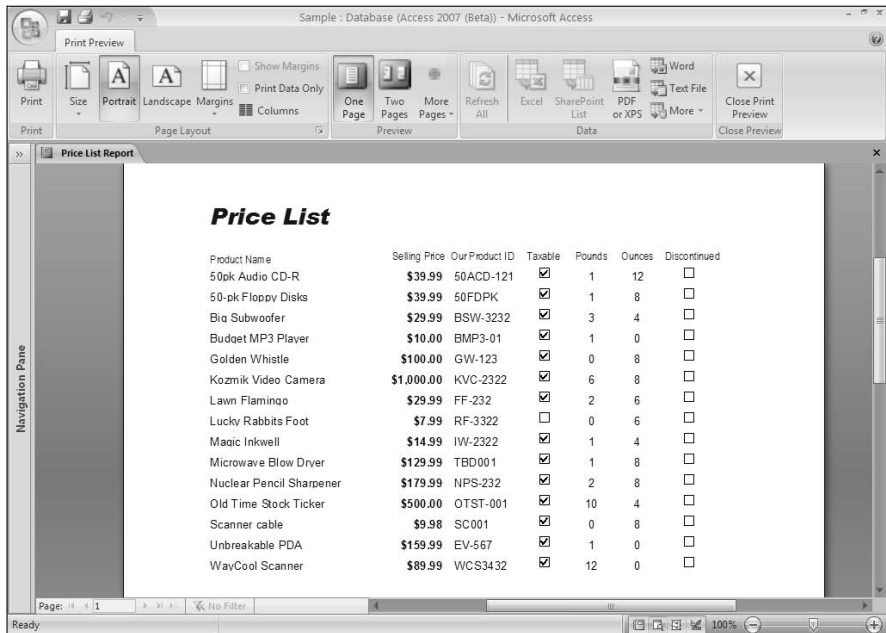 Sample : Database (Access 2007 (Beta)) - Microsoft Access
Print Preview
Print
Size
Portrait
Landscape
Margins
Show Margins
Print Data Only
Columns
One Page
Two Pages
More Pages
Refresh All
Excel
SharePoint List
PDF or XPS
Word
Text File
More
Close Print Preview
Print
Page Layout
Preview
Data
Close Preview
Price List Report
Navigation Pane
Price List
Product Name Selling Price Our Product ID Taxable Pounds Ounces Discontinued
50pk Audio CD-R $39.99 50ACD-121 1 12
50-pk Floppy Disks $39.99 50FDPK 1 8
Big Subwoofer $29.99 BSW-3232 3 4
Budget MP3 Player $10.00 BMP3-01 1 0
Golden Whistle $100.00 GW-123 0 8
Kozmik Video Camera $1,000.00 KVC-2322 6 8
Lawn Flamingo $29.99 FF-232 2 6
Lucky Rabbits Foot $7.99 RF-3322 0 6
Magic Inkwell $14.99 IW-2322 1 4
Microwave Blow Dryer $129.99 TBD001 1 8
Nuclear Pencil Sharpener $179.99 NPS-232 2 8
Old Time Stock Ticker $500.00 OTST-001 10 4
Scanner cable $9.98 SC001 0 8
Unbreakable PDA $159.99 EV-567 1 0
WayCool Scanner $89.99 WCS3432 12 0
Page: 1 No Filter
Ready 100%